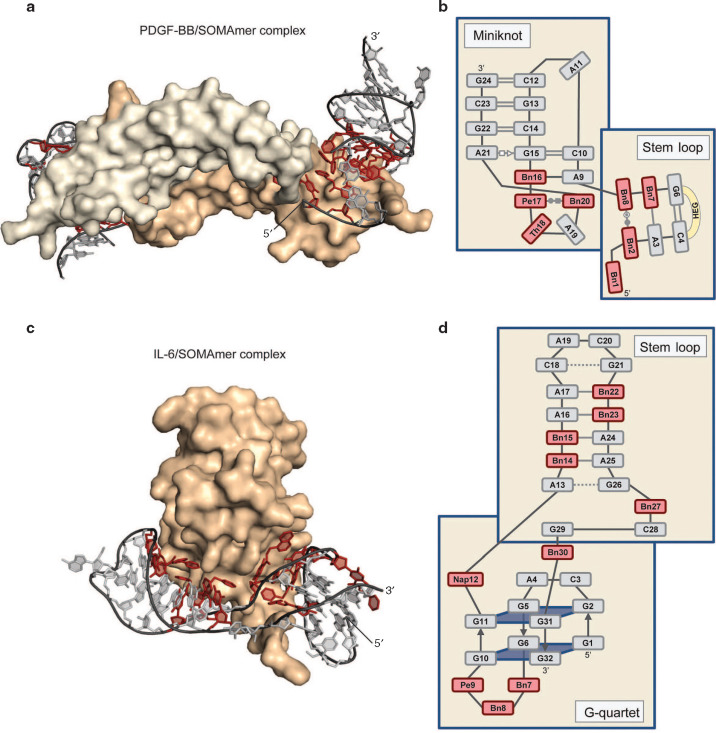 a
PDGF-BB/SOMAmer complex
3′
5′
b
Miniknot
3′
A11
G24 C12
C23 G13
G22 C14
A21 G15 C10
Bn16 A9
Pe17 Bn20
Th18 A19
Stem loop
Bn8 Bn7 G6
HEG
Bn2 A3 C4
Bn1
5′
c
IL-6/SOMAmer complex
3′
5′
d
Stem loop
A19 C20
C18 G21
A17 Bn22
A16 Bn23
Bn15 A24
Bn14 A25
A13 G26
Bn27
G29 C28
Bn30
Nap12 A4 C3
G5 G2
G11 G31
G6 G1
G10 G32 5′
3′
Pe9 Bn7
Bn8
G-quartet